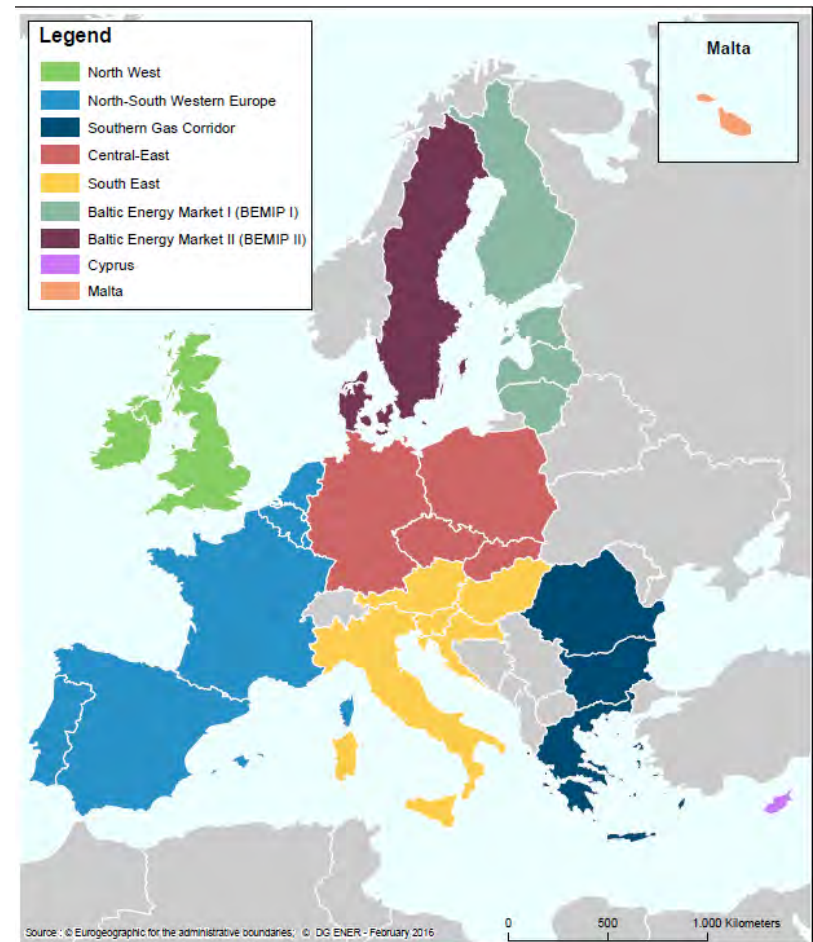 Legend
North West
North-South Western Europe
Southern Gas Corridor
Central-East
South East
Baltic Energy Market I (BEMIP I)
Baltic Energy Market II (BEMIP II)
Cyprus
Malta
Malta
0 500 1.000 Kilometers
Source : © Eurogeographic for the administrative boundaries; © DG ENER - February 2016